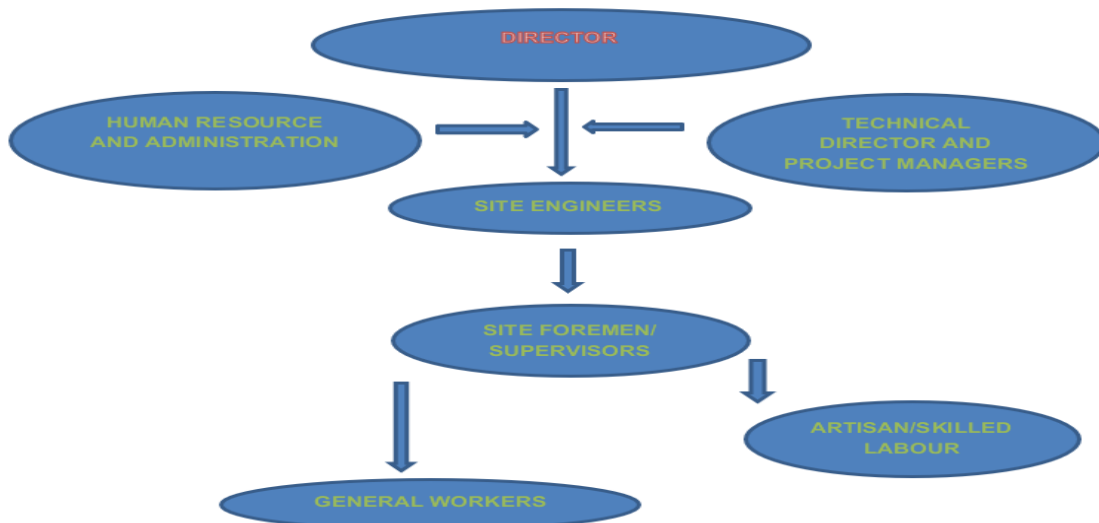 DIRECTOR
HUMAN RESOURCE
AND ADMINISTRATION
TECHNICAL
DIRECTOR AND
PROJECT MANAGERS
SITE ENGINEERS
SITE FOREMEN/
SUPERVISORS
ARTISAN/SKILLED
LABOUR
GENERAL WORKERS